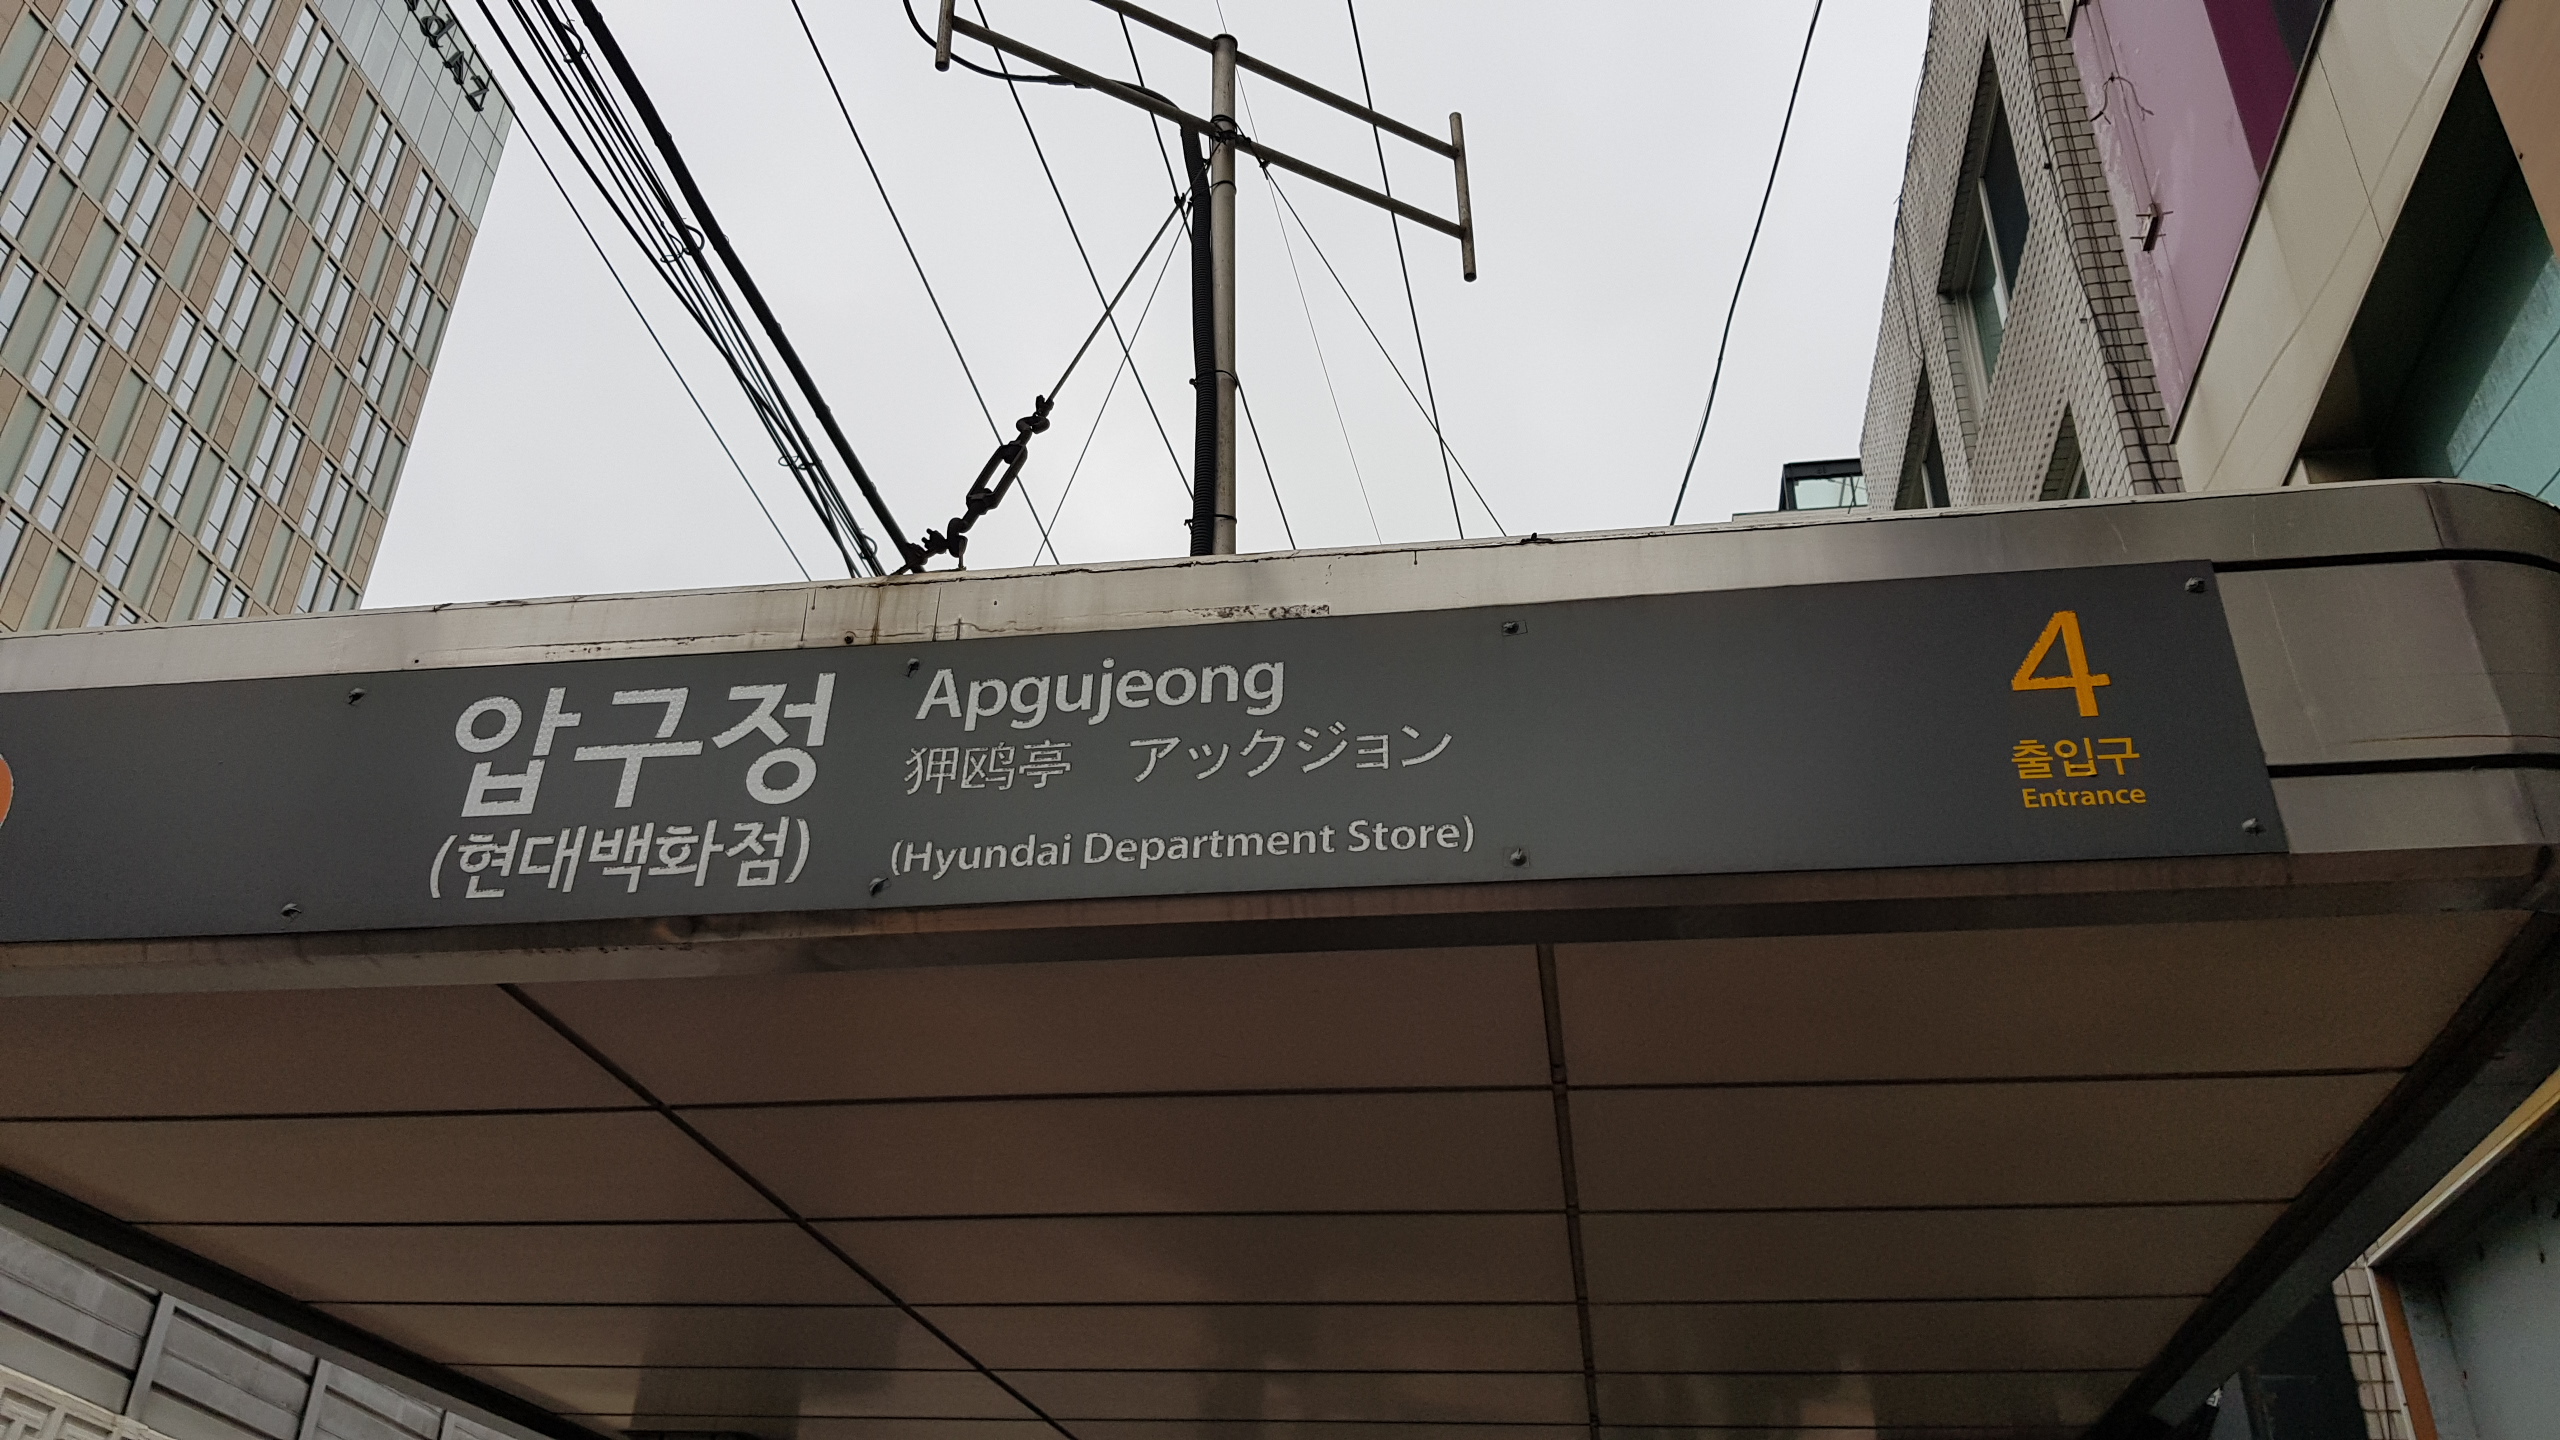 압구정
(현대백화점)
Apgujeong
狎鸥亭 アックジョン
(Hyundai Department Store)
4
출입구
Entrance